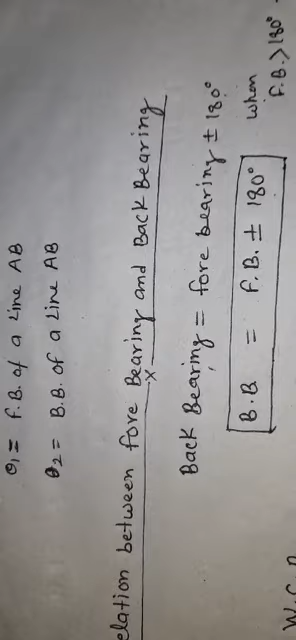 θ1 = F.B. of a Line AB
θ2 = B.B. of a Line AB
elation between fore Bearing and Back Bearing
x
Back Bearing = fore bearing ± 180°
B.B = F.B. ± 180° when
F.B. > 180°
W.C.B